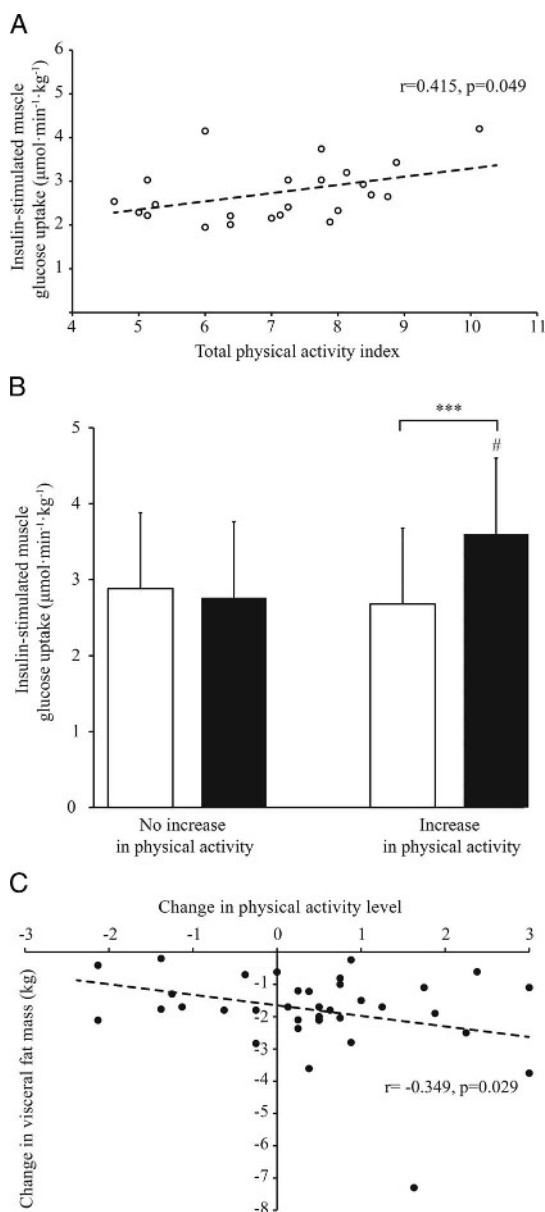 A
Insulin-stimulated muscle
glucose uptake (μmol·min⁻¹·kg⁻¹)
6
5
4
3
2
1
r=0.415, p=0.049
4 5 6 7 8 9 10 11
Total physical activity index
B
Insulin-stimulated muscle
glucose uptake (μmol·min⁻¹·kg⁻¹)
5
4
3
2
1
0
***
#
No increase
in physical activity
Increase
in physical activity
C
Change in physical activity level
-3 -2 -1 0 1 2 3
Change in visceral fat mass (kg)
-1
-2
-3
-4
-5
-6
-7
-8
r= -0.349, p=0.029